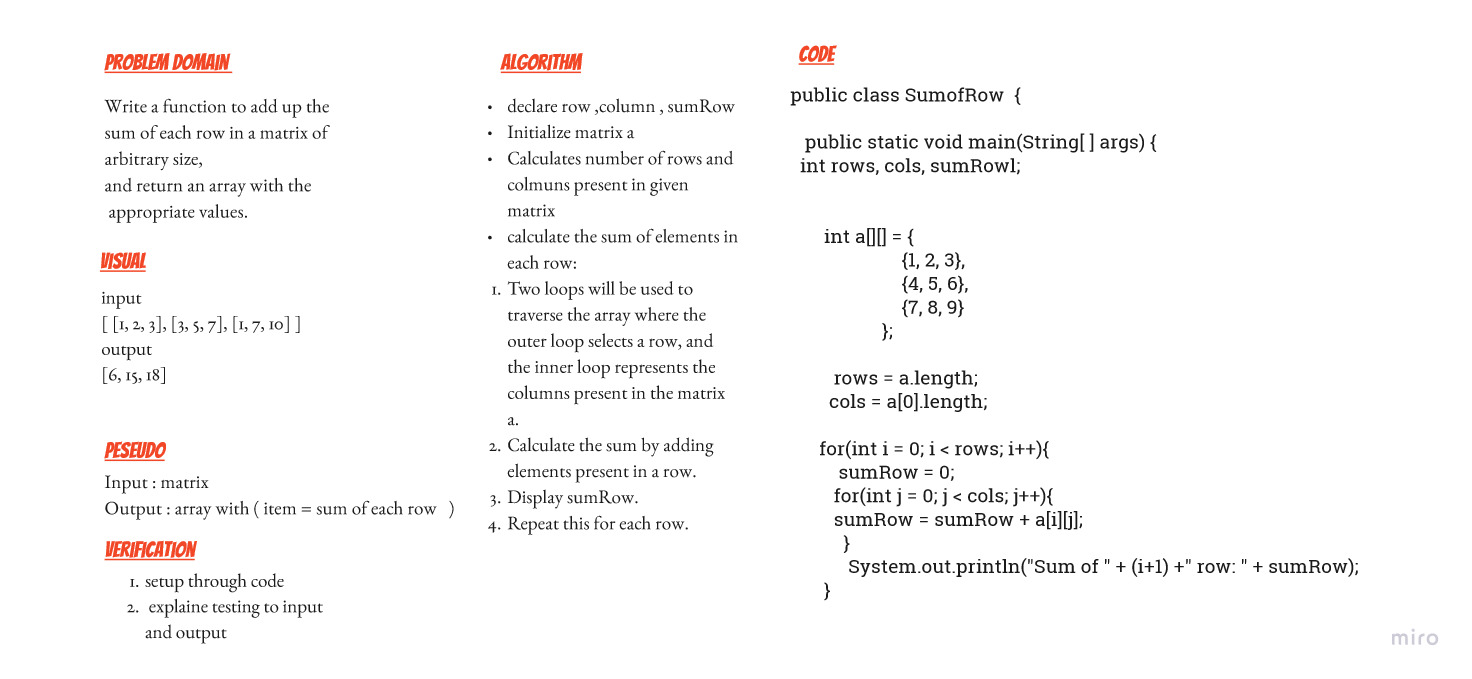 PROBLEM DOMAIN
Write a function to add up the
sum of each row in a matrix of
arbitrary size,
and return an array with the
appropriate values.
VISUAL
input
[ [1, 2, 3], [3, 5, 7], [1, 7, 10] ]
output
[6, 15, 18]
PESEUDO
Input : matrix
Output : array with ( item = sum of each row )
VERIFICATION
1. setup through code
2. explaine testing to input
and output
ALGORITHM
• declare row ,column , sumRow
• Initialize matrix a
• Calculates number of rows and
colmuns present in given
matrix
• calculate the sum of elements in
each row:
1. Two loops will be used to
traverse the array where the
outer loop selects a row, and
the inner loop represents the
columns present in the matrix
a.
2. Calculate the sum by adding
elements present in a row.
3. Display sumRow.
4. Repeat this for each row.
CODE
public class SumofRow {
public static void main(String[ ] args) {
int rows, cols, sumRowl;
int a[][] = {
{1, 2, 3},
{4, 5, 6},
{7, 8, 9}
};
rows = a.length;
cols = a[0].length;
for(int i = 0; i < rows; i++){
sumRow = 0;
for(int j = 0; j < cols; j++){
sumRow = sumRow + a[i][j];
}
System.out.println("Sum of " + (i+1) +" row: " + sumRow);
}
miro